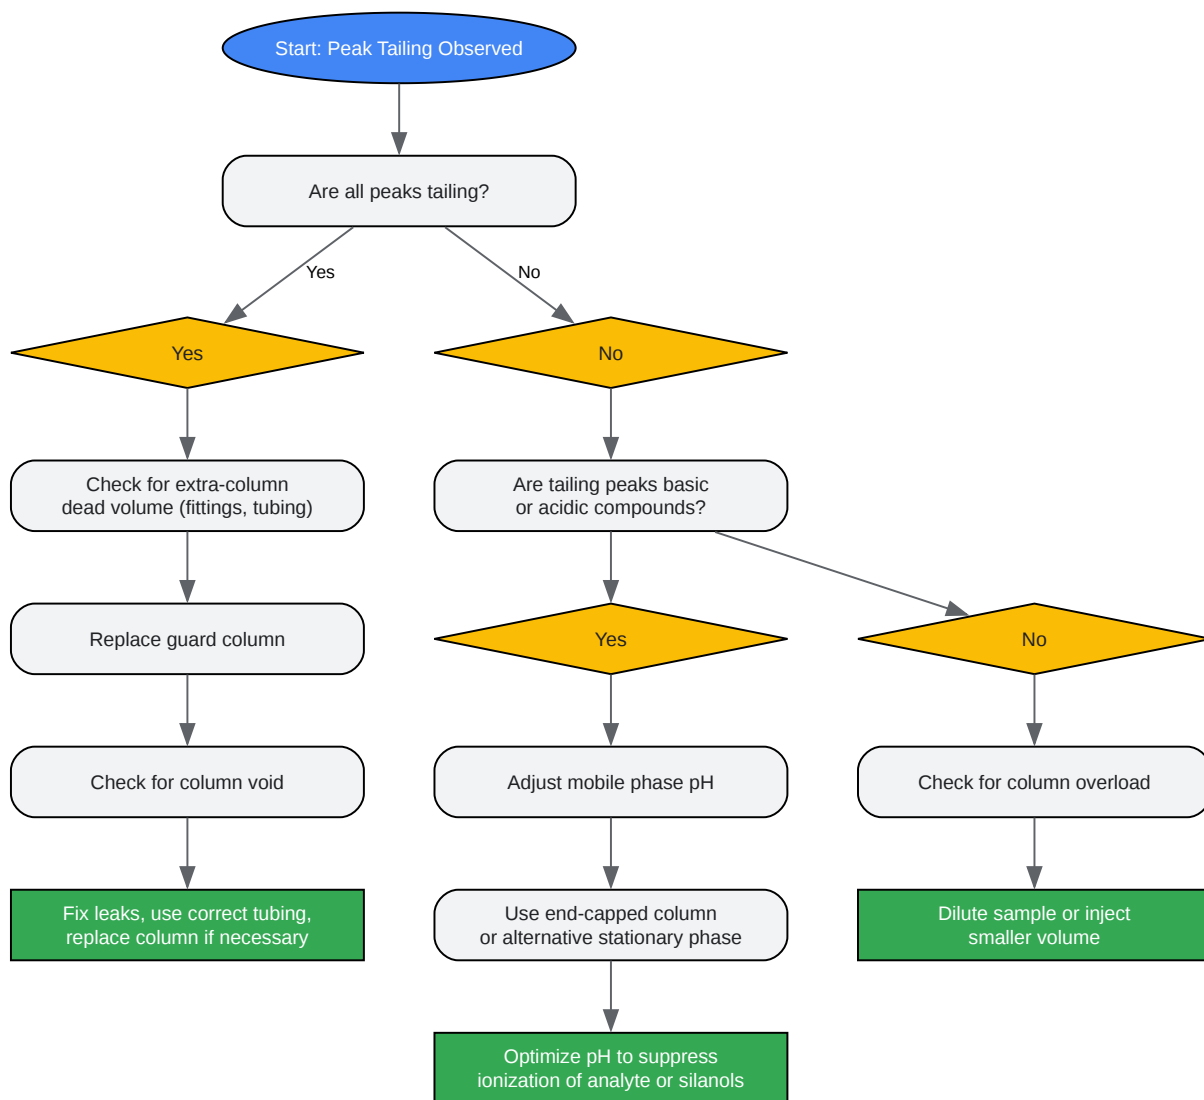 Start: Peak Tailing Observed
Are all peaks tailing?
Yes
No
Yes
No
Check for extra-column
dead volume (fittings, tubing)
Are tailing peaks basic
or acidic compounds?
Replace guard column
Yes
No
Check for column void
Adjust mobile phase pH
Check for column overload
Fix leaks, use correct tubing,
replace column if necessary
Use end-capped column
or alternative stationary phase
Dilute sample or inject
smaller volume
Optimize pH to suppress
ionization of analyte or silanols